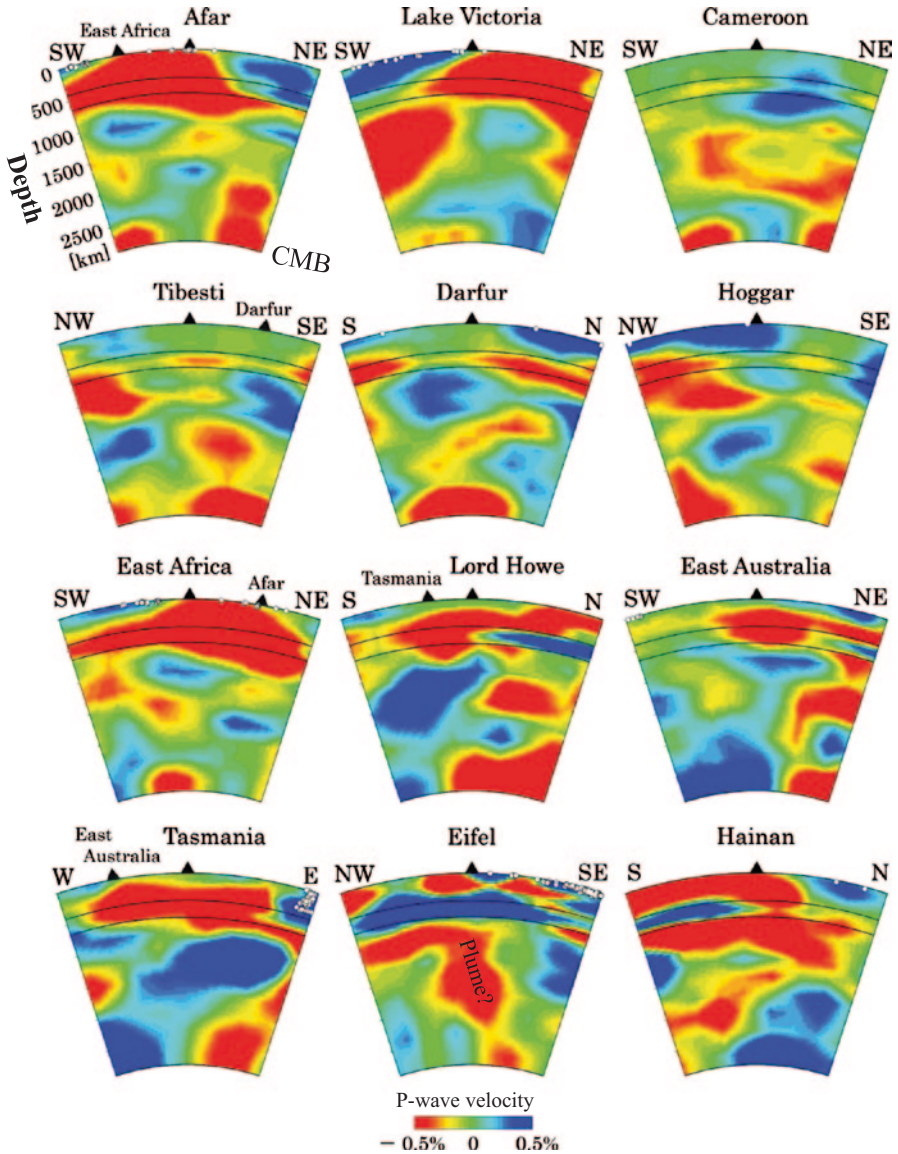 Afar
East Africa
SW NE
0
500
1000
1500
2000
2500
[km]
Depth
CMB
Lake Victoria
SW NE
Cameroon
SW NE
Tibesti
Darfur
NW SE
Darfur
S N
Hoggar
NW SE
East Africa
Afar
SW NE
Lord Howe
Tasmania
S N
East Australia
SW NE
Tasmania
East
Australia
W E
Eifel
NW SE
Plume?
Hainan
S N
P-wave velocity
− 0.5% 0 0.5%